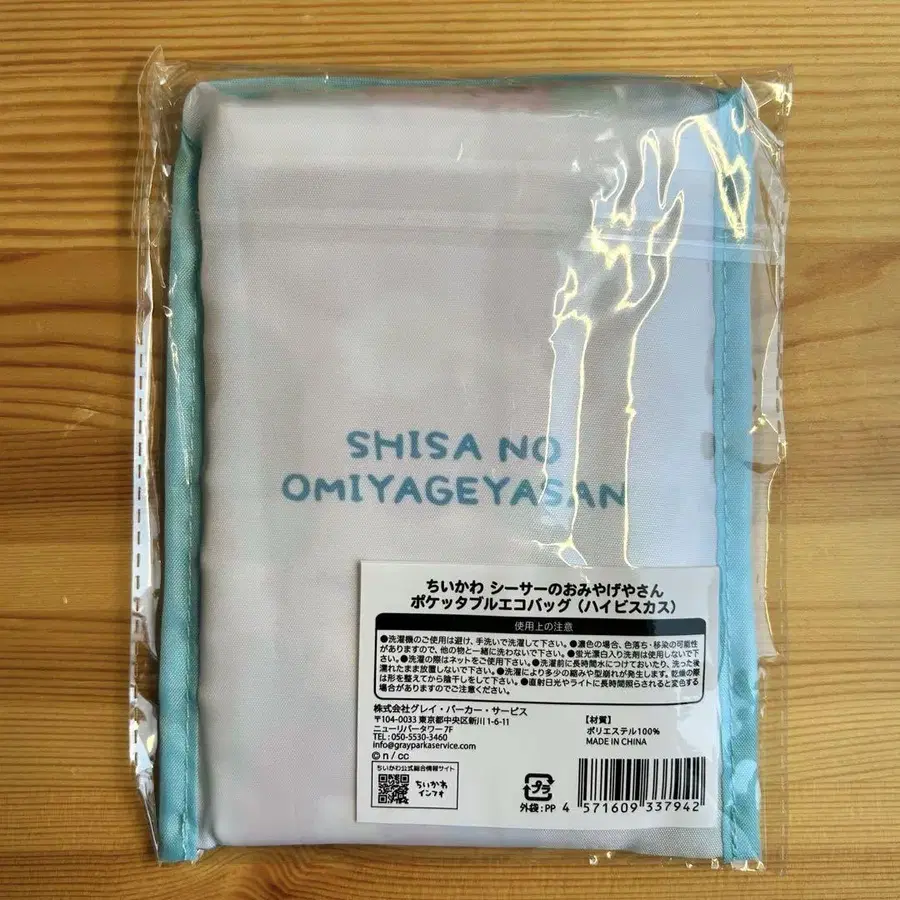 SHISA NO
OMIYAGEYASAN
ちいかわ シーサーのおみやげやさん
ポケッタブルエコバッグ（ハイビスカス）
使用上の注意
●洗濯機のご使用は避け、手洗いで洗濯して下さい。●濃色の場合、色落ち・移染の可能性
がありますので、他の物と一緒に洗わないで下さい。●蛍光漂白入り洗剤は使用しないで下
さい。●洗濯の際はネットをご使用下さい。●洗濯前に長時間水につけておいたり、洗った後
濡れたまま放置しないで下さい。●洗濯により多少の縮みや型崩れが発生します。乾燥の際
は形を整えてから陰干しをして下さい。●直射日光やライトに長時間照らされると変色する
場合がありますのでご注意ください。
株式会社グレイ・パーカー・サービス
〒104-0033 東京都中央区新川 1-6-11
ニューリバータワー 7F
TEL : 050-5530-3460
info@grayparkaservice.com
© n / cc
【材質】
ポリエステル100%
MADE IN CHINA
ちいかわ公式総合情報サイト
ちいかわ
インフォ
プラ
外袋 : PP
4 571609 337942